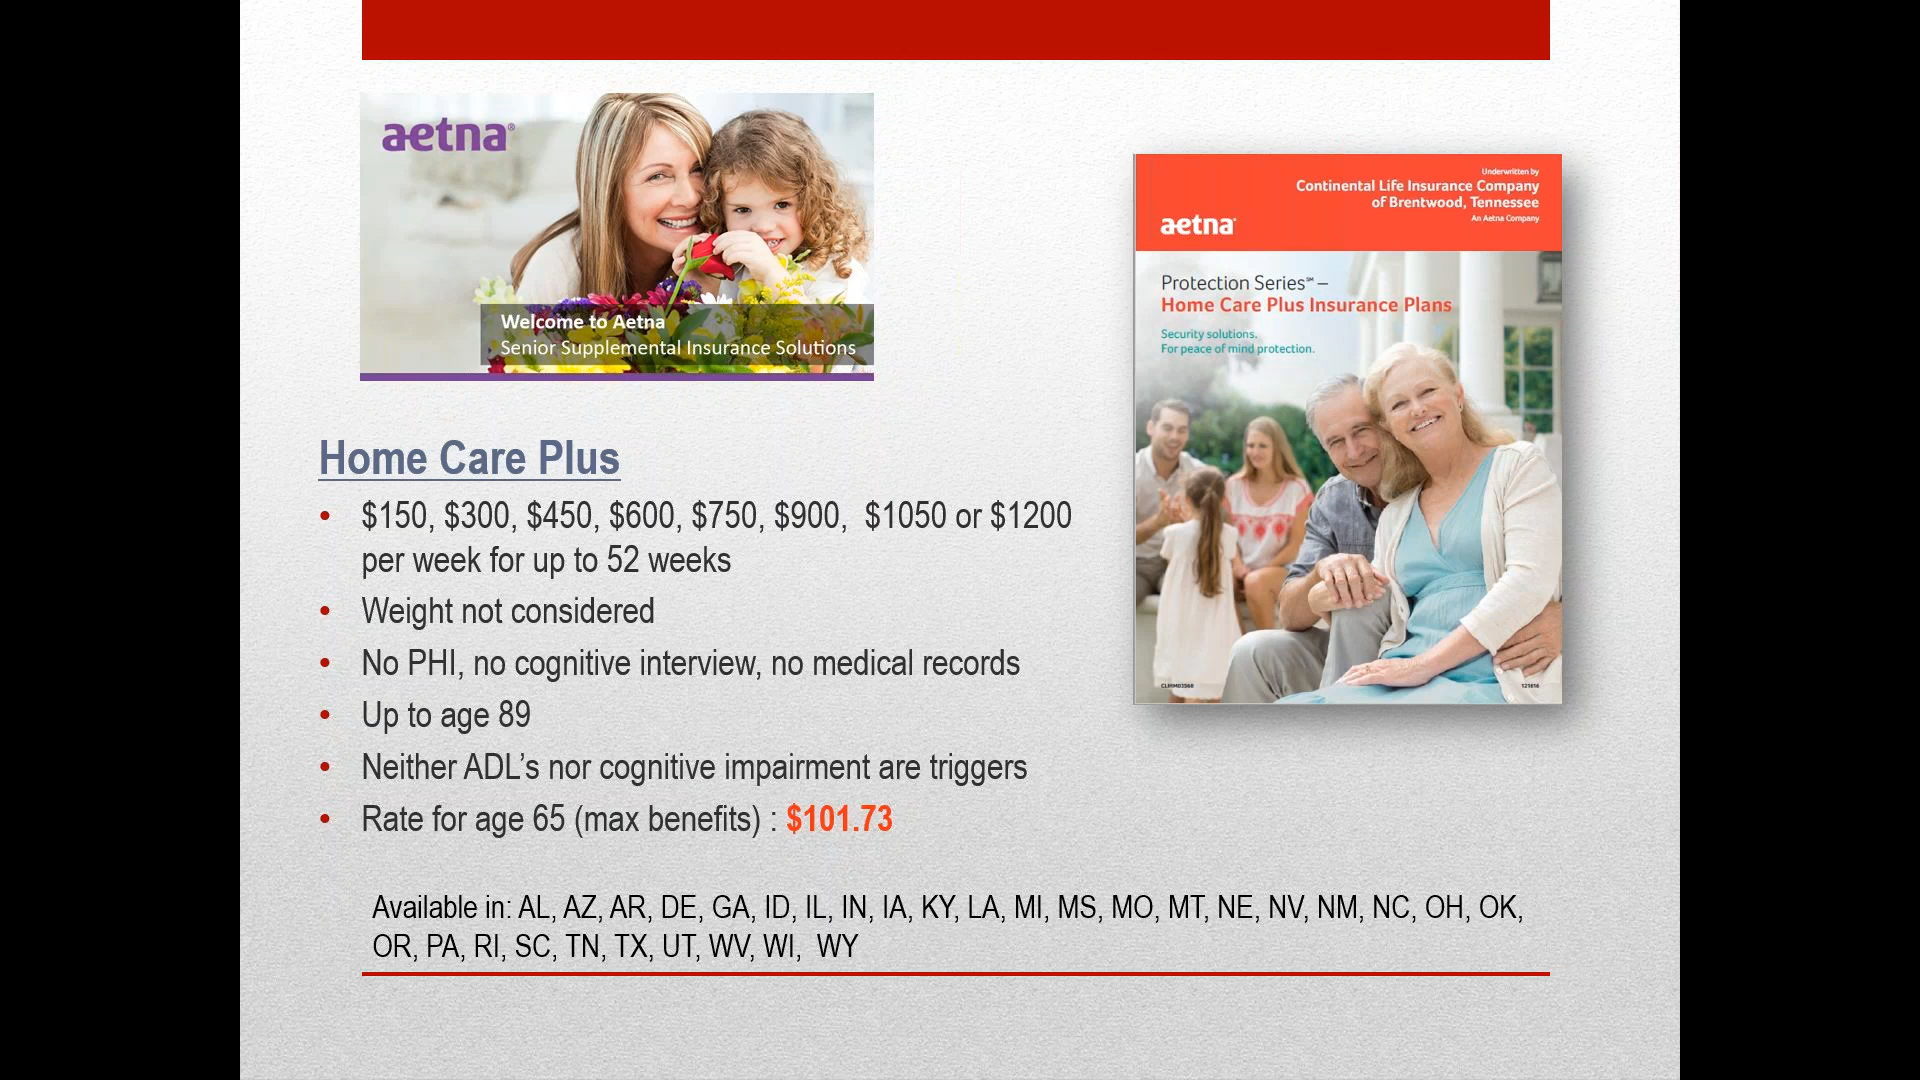 aetna®
Welcome to Aetna
Senior Supplemental Insurance Solutions
Underwritten by
Continental Life Insurance Company
of Brentwood, Tennessee
An Aetna Company
aetna
Protection Series℠ –
Home Care Plus Insurance Plans
Security solutions.
For peace of mind protection.
CLIHM03568
121616
Home Care Plus
• $150, $300, $450, $600, $750, $900,  $1050 or $1200
per week for up to 52 weeks
• Weight not considered
• No PHI, no cognitive interview, no medical records
• Up to age 89
• Neither ADL’s nor cognitive impairment are triggers
• Rate for age 65 (max benefits) : $101.73
Available in: AL, AZ, AR, DE, GA, ID, IL, IN, IA, KY, LA, MI, MS, MO, MT, NE, NV, NM, NC, OH, OK,
OR, PA, RI, SC, TN, TX, UT, WV, WI,  WY